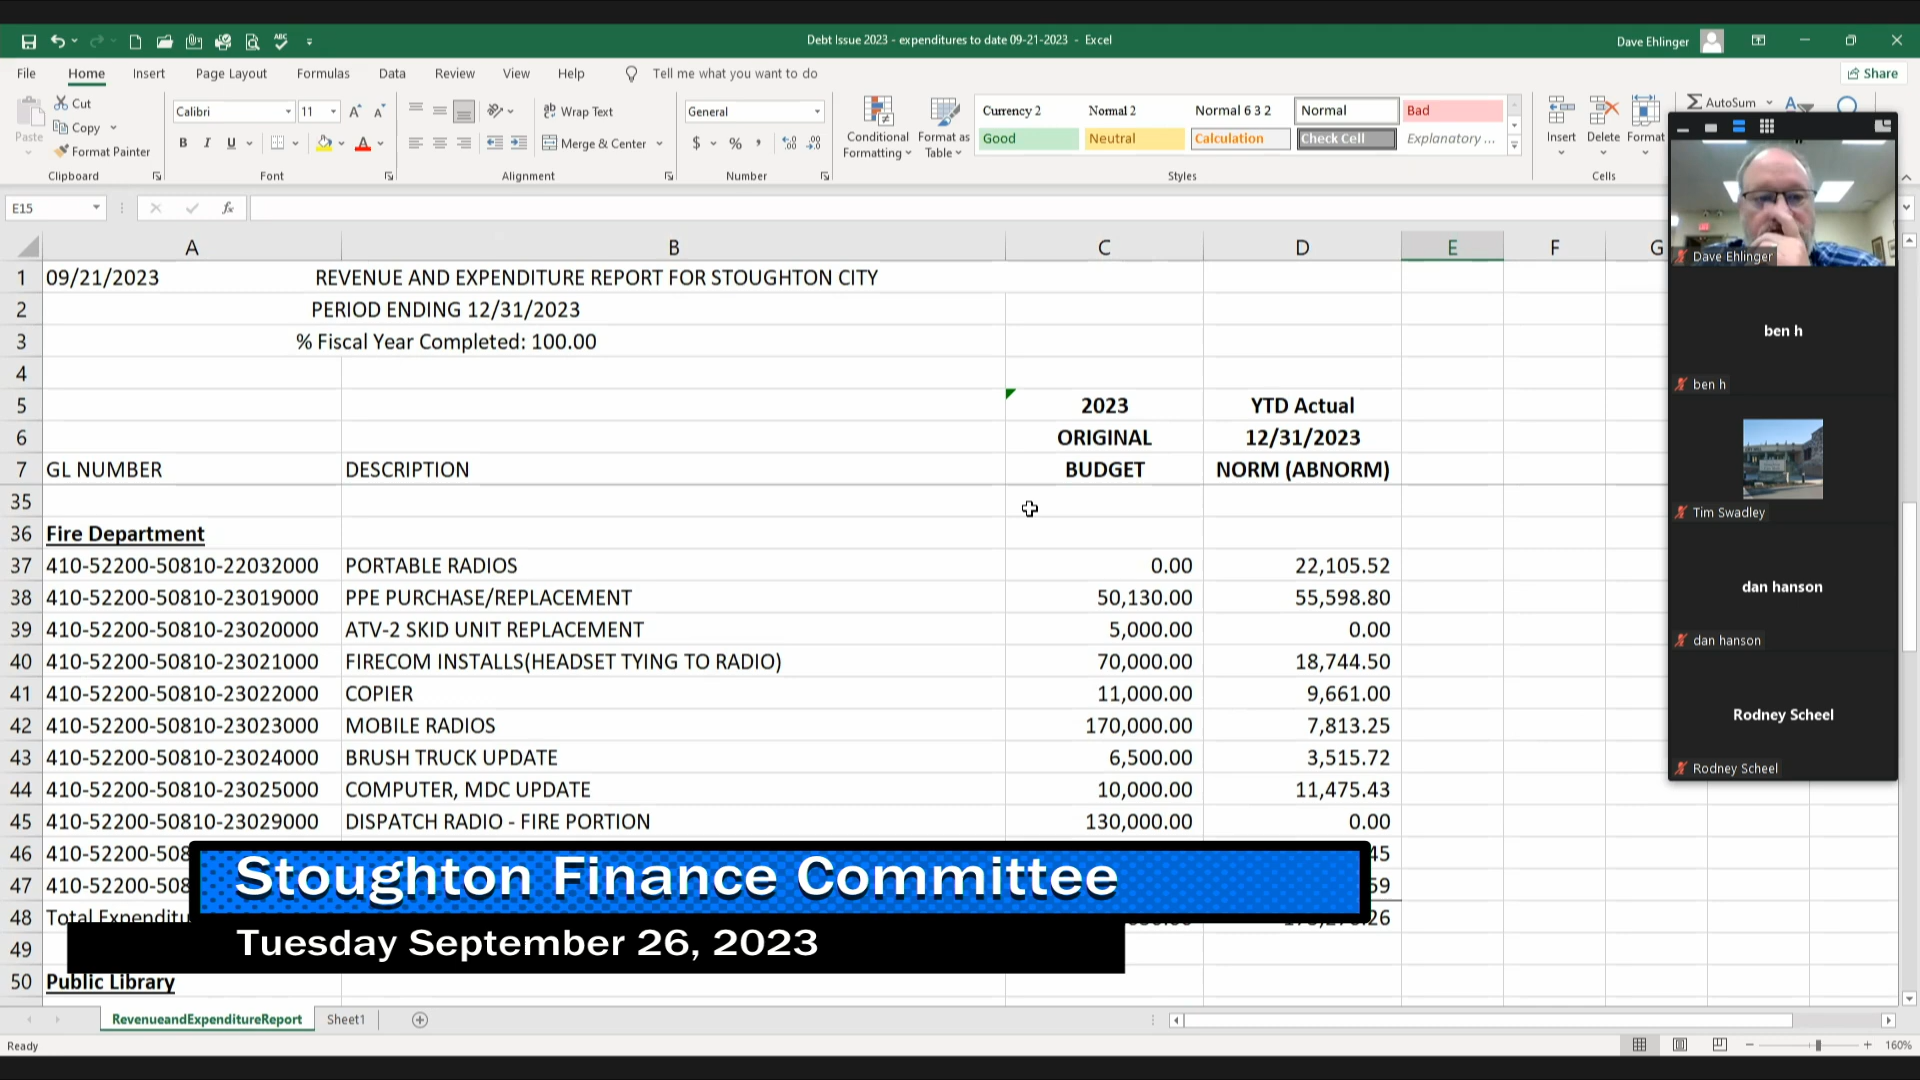 Debt Issue 2023 - expenditures to date 09-21-2023 - Excel
Dave Ehlinger
File Home Insert Page Layout Formulas Data Review View Help Tell me what you want to do
Share
Paste
Cut
Copy
Format Painter
Clipboard
Calibri 11
B I U
Font
Wrap Text
Merge & Center
Alignment
General
$ % ,
Number
Conditional Formatting
Format as Table
Currency 2 Normal 2 Normal 6 3 2 Normal Bad
Good Neutral Calculation Check Cell Explanatory ...
Styles
Insert Delete Format
Cells
AutoSum
E15
fx
A B C D E F G
1 09/21/2023 REVENUE AND EXPENDITURE REPORT FOR STOUGHTON CITY
2 PERIOD ENDING 12/31/2023
3 % Fiscal Year Completed: 100.00
4
5 2023 YTD Actual
6 ORIGINAL 12/31/2023
7 GL NUMBER DESCRIPTION BUDGET NORM (ABNORM)
35
36 Fire Department
37 410-52200-50810-22032000 PORTABLE RADIOS 0.00 22,105.52
38 410-52200-50810-23019000 PPE PURCHASE/REPLACEMENT 50,130.00 55,598.80
39 410-52200-50810-23020000 ATV-2 SKID UNIT REPLACEMENT 5,000.00 0.00
40 410-52200-50810-23021000 FIRECOM INSTALLS(HEADSET TYING TO RADIO) 70,000.00 18,744.50
41 410-52200-50810-23022000 COPIER 11,000.00 9,661.00
42 410-52200-50810-23023000 MOBILE RADIOS 170,000.00 7,813.25
43 410-52200-50810-23024000 BRUSH TRUCK UPDATE 6,500.00 3,515.72
44 410-52200-50810-23025000 COMPUTER, MDC UPDATE 10,000.00 11,475.43
45 410-52200-50810-23029000 DISPATCH RADIO - FIRE PORTION 130,000.00 0.00
46 410-52200-508 45
47 410-52200-508 59
48 Total Expenditu 26
49
50 Public Library
Stoughton Finance Committee
Tuesday September 26, 2023
Dave Ehlinger
ben h
ben h
Tim Swadley
dan hanson
dan hanson
Rodney Scheel
Rodney Scheel
RevenueandExpenditureReport Sheet1
Ready
160%